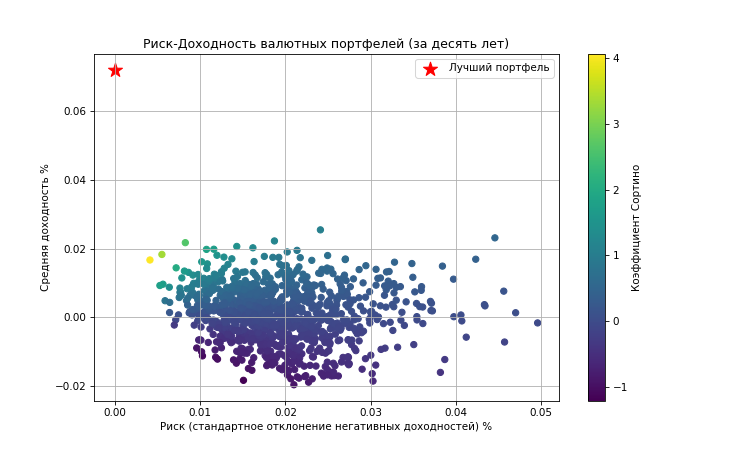 Риск-Доходность валютных портфелей (за десять лет)
Лучший портфель
Средняя доходность %
0.06
0.04
0.02
0.00
−0.02
0.00 0.01 0.02 0.03 0.04 0.05
Риск (стандартное отклонение негативных доходностей) %
4
3
2
1
0
−1
Коэффициент Сортино